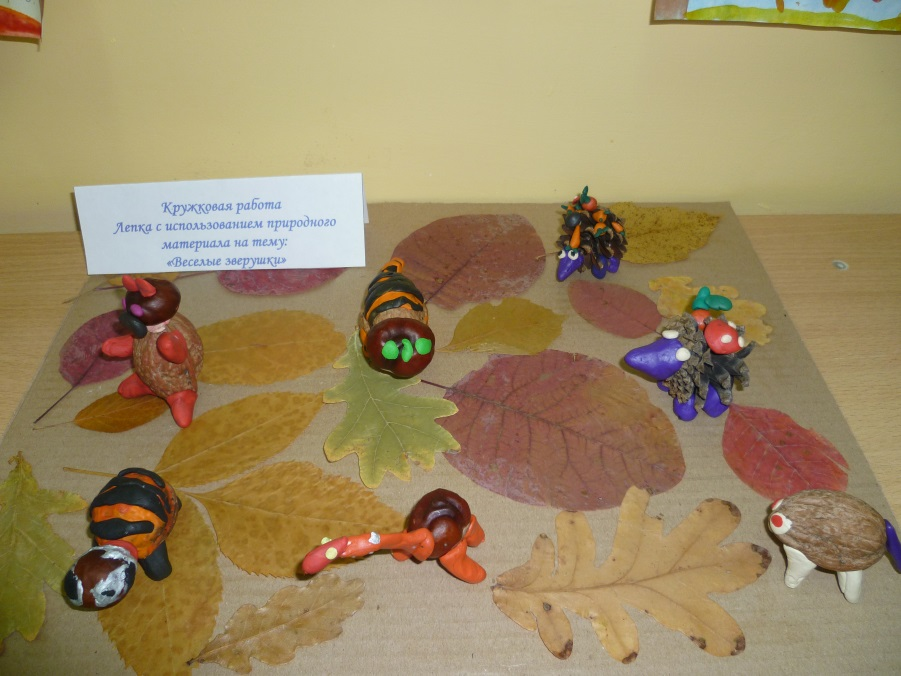 Кружковая работа
Лепка с использованием природного
материала на тему:
«Веселые зверушки»